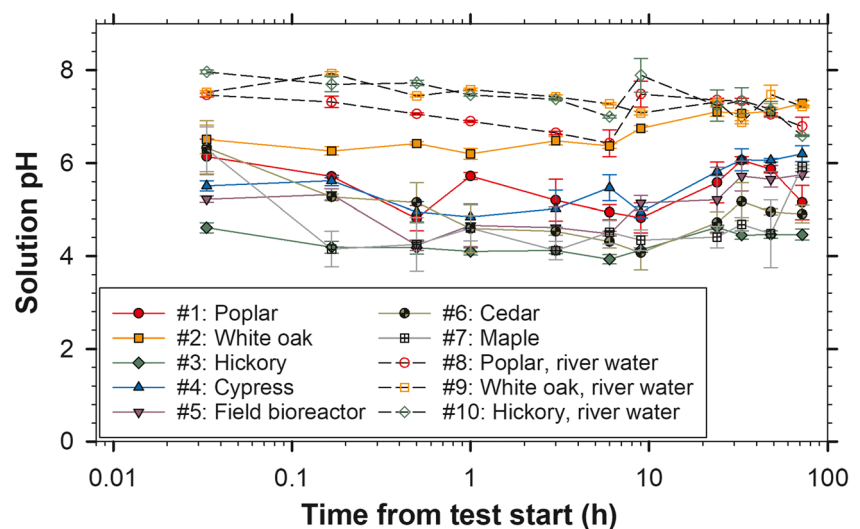 8
6
4
2
0
Solution pH
#1: Poplar
#2: White oak
#3: Hickory
#4: Cypress
#5: Field bioreactor
#6: Cedar
#7: Maple
#8: Poplar, river water
#9: White oak, river water
#10: Hickory, river water
0.01 0.1 1 10 100
Time from test start (h)